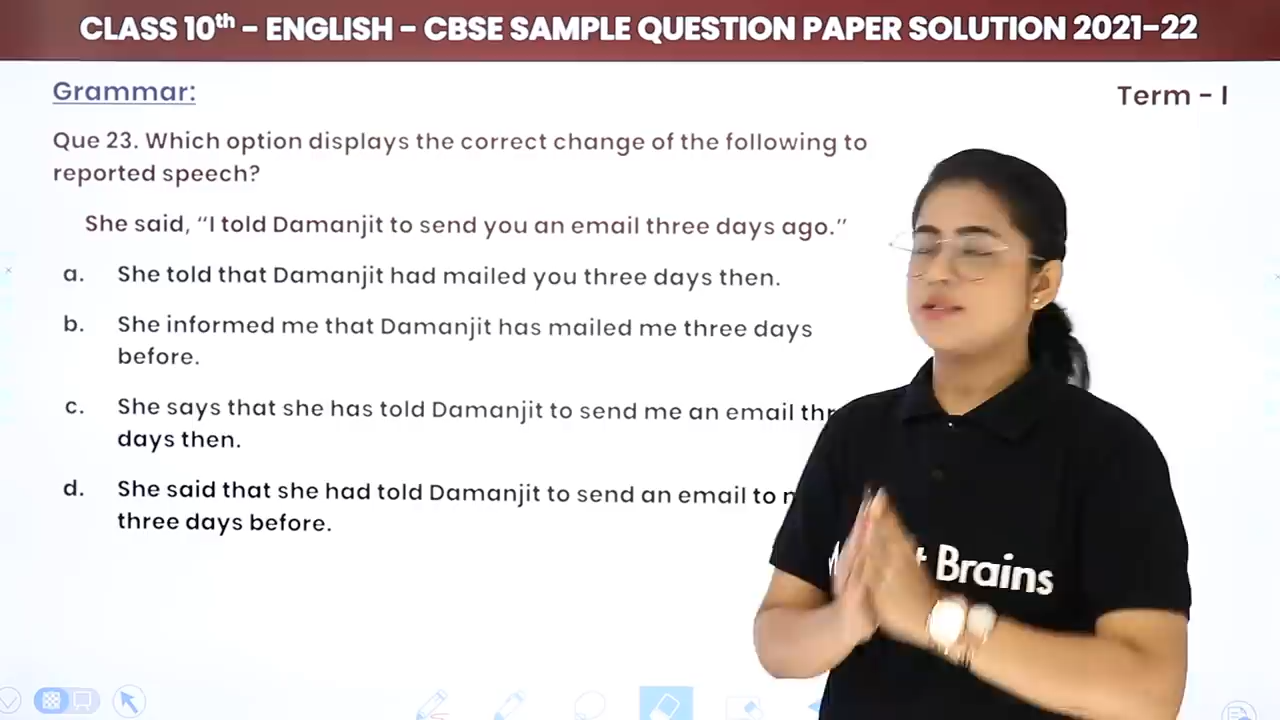 CLASS 10th - ENGLISH - CBSE SAMPLE QUESTION PAPER SOLUTION 2021-22
Grammar:
Term - I
Que 23. Which option displays the correct change of the following to
reported speech?
She said, “I told Damanjit to send you an email three days ago.”
a. She told that Damanjit had mailed you three days then.
b. She informed me that Damanjit has mailed me three days
before.
c. She says that she has told Damanjit to send me an email
days then.
d. She said that she had told Damanjit to send an email to
three days before.
Brains